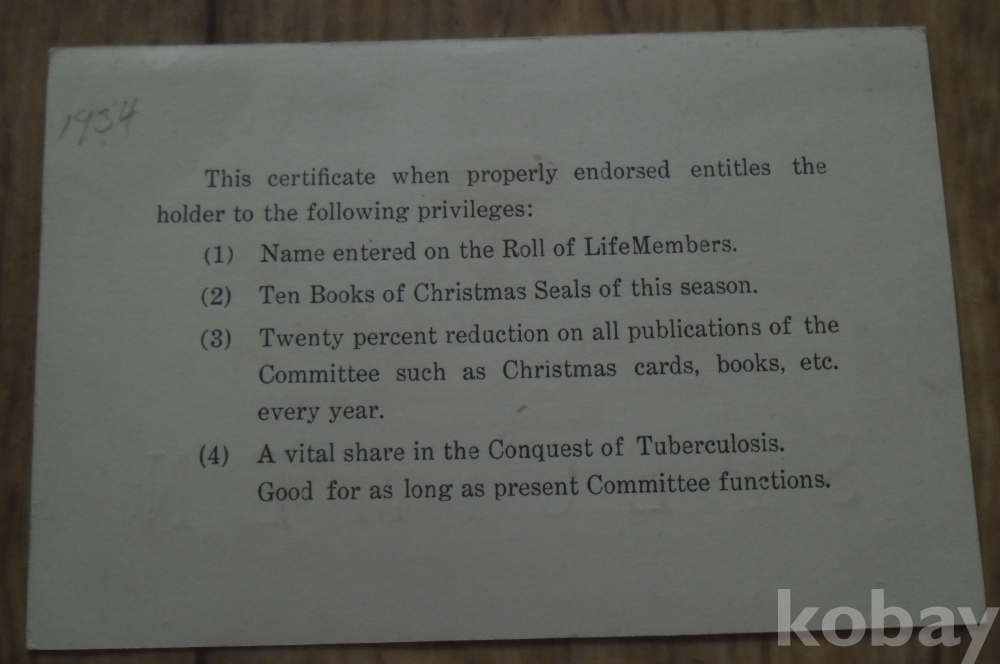 1934
This certificate when properly endorsed entitles the
holder to the following privileges:
(1) Name entered on the Roll of LifeMembers.
(2) Ten Books of Christmas Seals of this season.
(3) Twenty percent reduction on all publications of the
Committee such as Christmas cards, books, etc.
every year.
(4) A vital share in the Conquest of Tuberculosis.
Good for as long as present Committee functions.
kobay